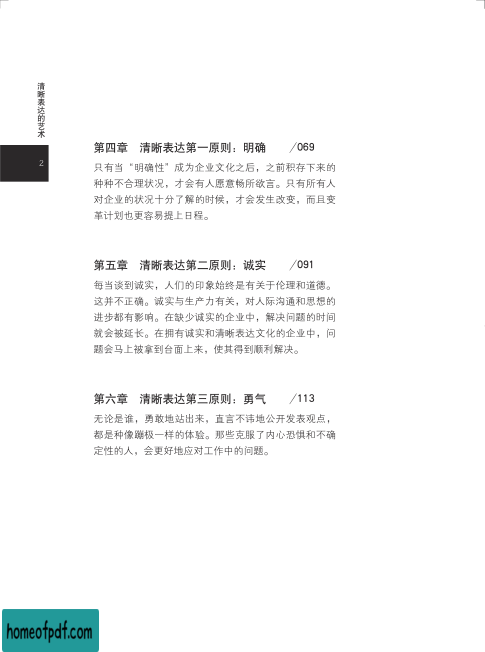 清晰表达的艺术
2
第四章 清晰表达第一原则：明确 /069
只有当“明确性”成为企业文化之后，之前积存下来的
种种不合理状况，才会有人愿意畅所欲言。只有所有人
对企业的状况十分了解的时候，才会发生改变，而且变
革计划也更容易提上日程。
第五章 清晰表达第二原则：诚实 /091
每当谈到诚实，人们的印象始终是有关于伦理和道德。
这并不正确。诚实与生产力有关，对人际沟通和思想的
进步都有影响。在缺少诚实的企业中，解决问题的时间
就会被延长。在拥有诚实和清晰表达文化的企业中，问
题会马上被拿到台面上来，使其得到顺利解决。
第六章 清晰表达第三原则：勇气 /113
无论是谁，勇敢地站出来，直言不讳地公开发表观点，
都是种像蹦极一样的体验。那些克服了内心恐惧和不确
定性的人，会更好地应对工作中的问题。
homeofpdf.com